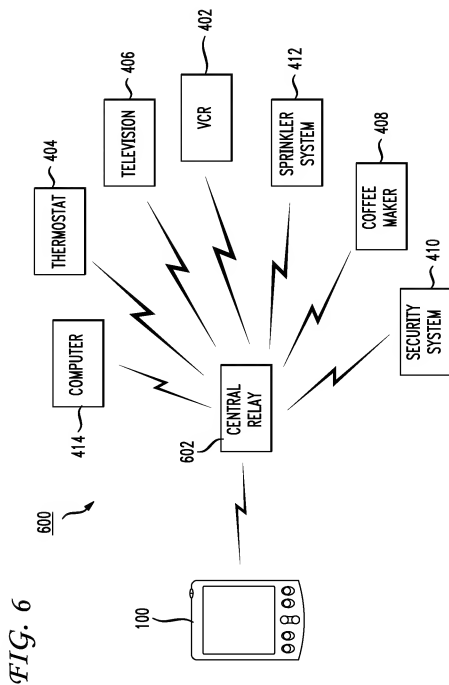 FIG. 6
600
100
602
CENTRAL
RELAY
414
COMPUTER
404
THERMOSTAT
406
TELEVISION
402
VCR
412
SPRINKLER
SYSTEM
408
COFFEE
MAKER
410
SECURITY
SYSTEM